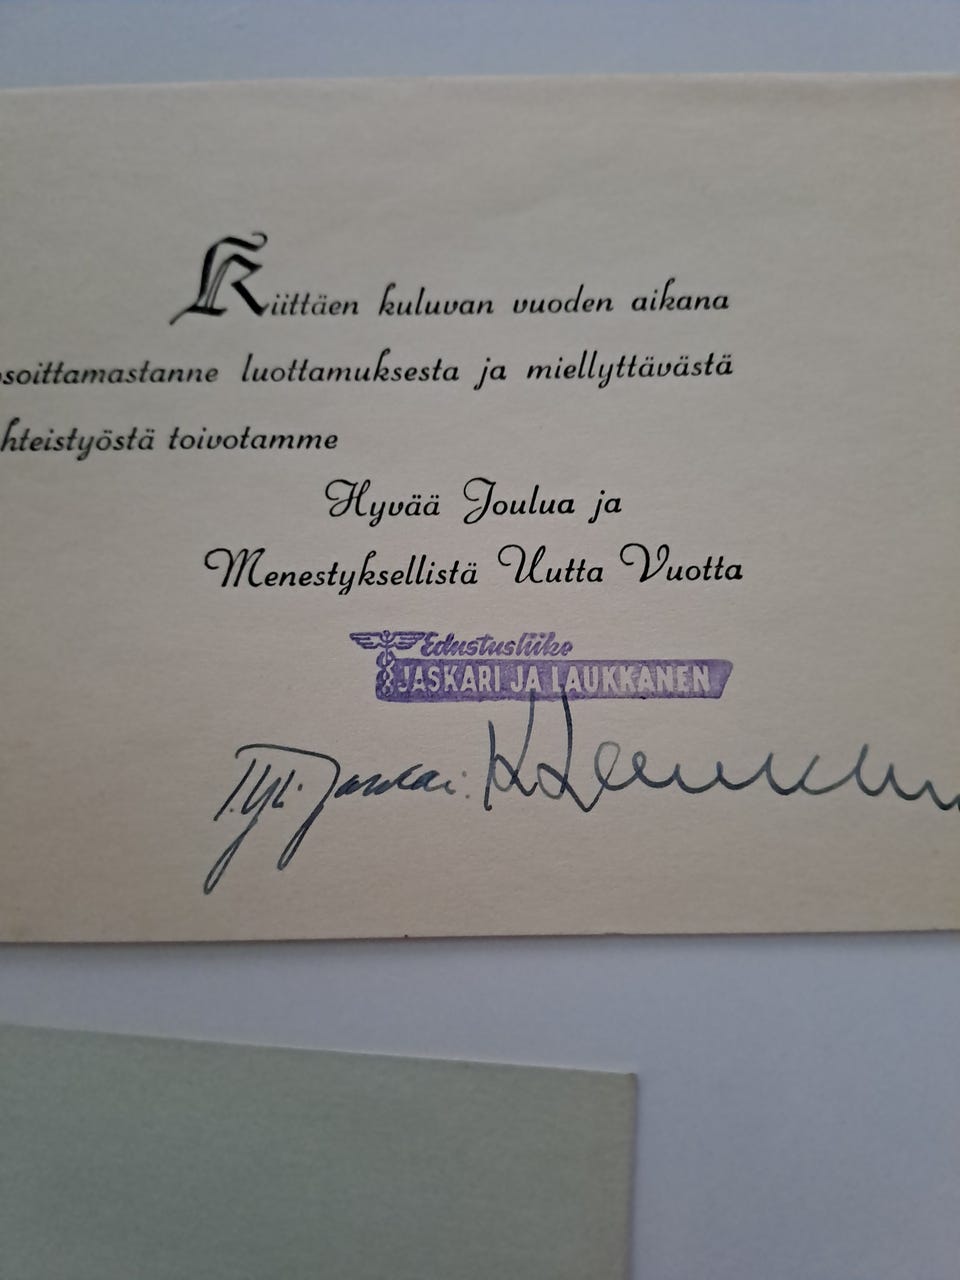 Kiittäen kuluvan vuoden aikana
osoittamastanne luottamuksesta ja miellyttävästä
hteistyöstä toivotamme
Hyvää Joulua ja
Menestyksellistä Uutta Vuotta
Edustusliike
JASKARI JA LAUKKANEN